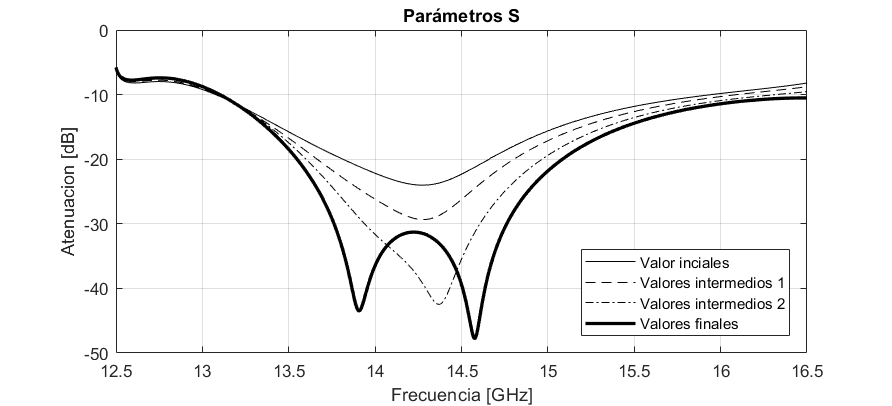 Parámetros S
0
-10
-20
-30
-40
-50
Atenuacion [dB]
12.5 13 13.5 14 14.5 15 15.5 16 16.5
Frecuencia [GHz]
Valor inciales
Valores intermedios 1
Valores intermedios 2
Valores finales